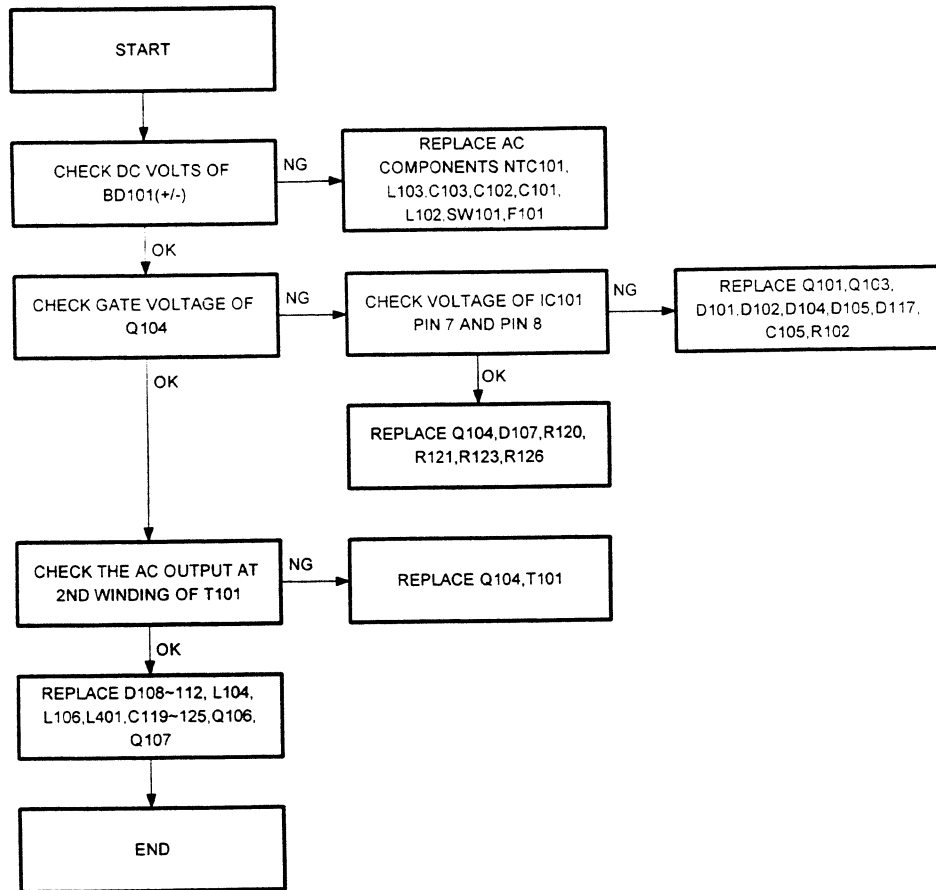 START
CHECK DC VOLTS OF
BD101(+/-)
NG
REPLACE AC
COMPONENTS NTC101,
L103,C103,C102,C101,
L102,SW101,F101
OK
CHECK GATE VOLTAGE OF
Q104
NG
CHECK VOLTAGE OF IC101
PIN 7 AND PIN 8
NG
REPLACE Q101,Q103,
D101,D102,D104,D105,D117,
C105,R102
OK
OK
REPLACE Q104,D107,R120,
R121,R123,R126
CHECK THE AC OUTPUT AT
2ND WINDING OF T101
NG
REPLACE Q104,T101
OK
REPLACE D108~112, L104,
L106,L401,C119~125,Q106,
Q107
END